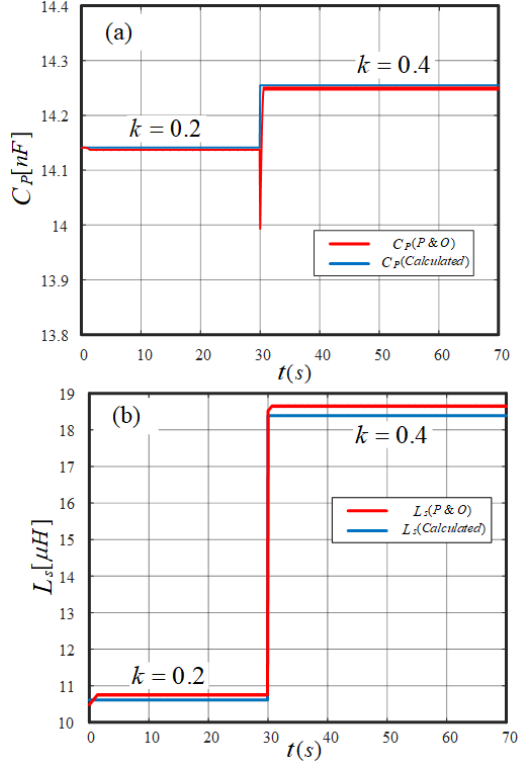 14.4
(a)
14.3
k = 0.4
14.2
k = 0.2
14.1
C_P[nF]
14
C_P(P & O)
C_P(Calculated)
13.9
13.8
0 10 20 30 40 50 60 70
t(s)
19
(b)
18
k = 0.4
17
16
L_s(P & O)
L_s(Calculated)
15
L_s[μH]
14
13
12
k = 0.2
11
10
0 10 20 30 40 50 60 70
t(s)